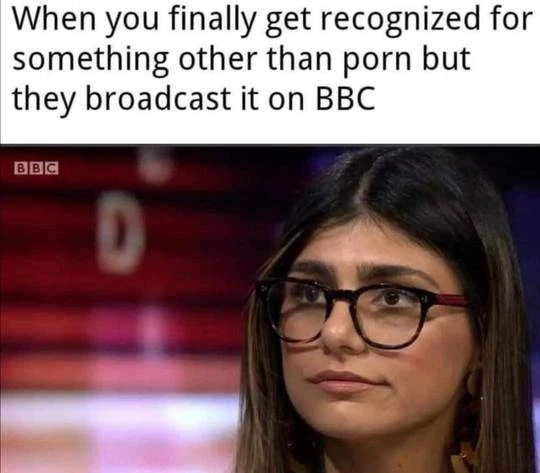 When you finally get recognized for
something other than porn but
they broadcast it on BBC
BBC
D